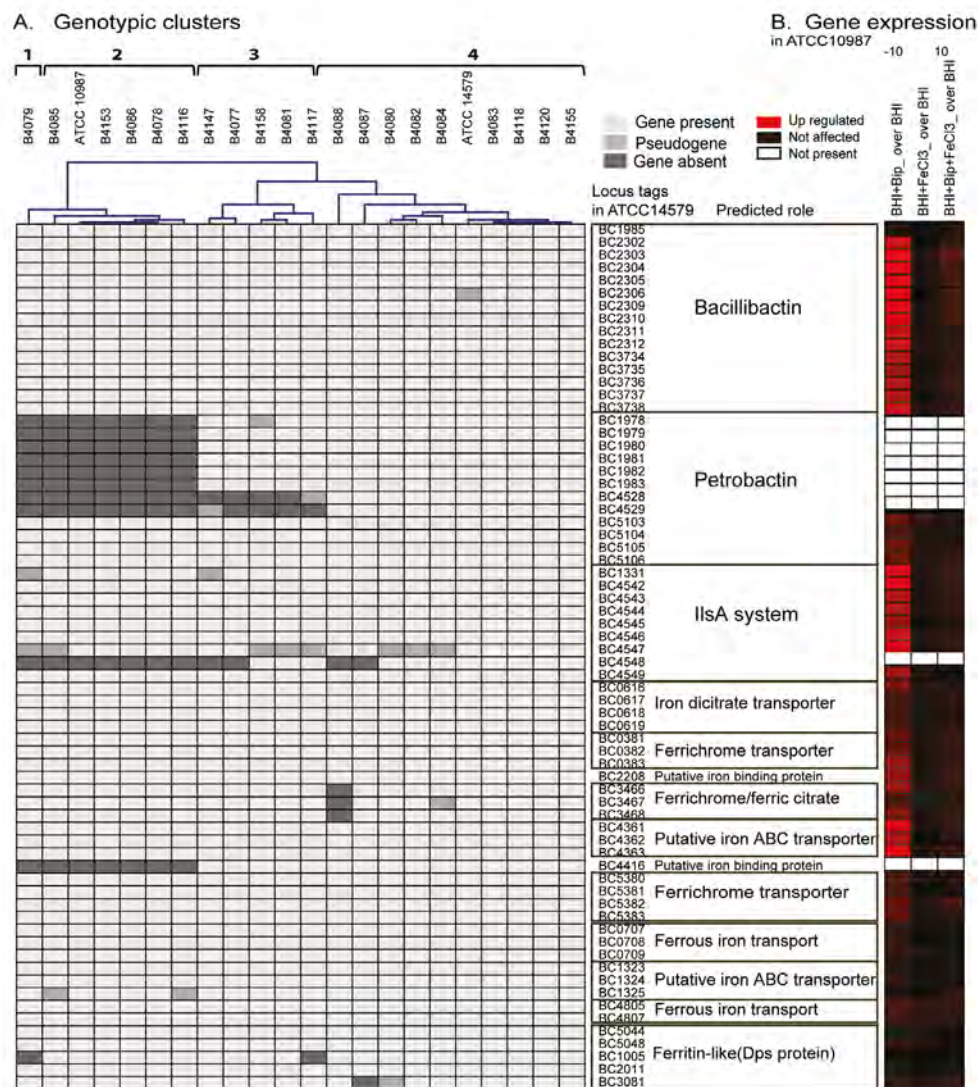 A. Genotypic clusters
B. Gene expression
in ATCC10987
1 2 3 4
-10 10
B4079
B4085
ATCC 10987
B4153
B4086
B4078
B4116
B4147
B4077
B4158
B4081
B4117
B4088
B4087
B4080
B4082
B4084
ATCC 14579
B4083
B4118
B4120
B4155
Gene present
Pseudogene
Gene absent
Up regulated
Not affected
Not present
BHI+Bip_ over BHI
BHI+FeCl3_ over BHI
BHI+Bip+FeCl3_ over BHI
Locus tags
in ATCC14579 Predicted role
BC1985
BC2302
BC2303
BC2304
BC2305
BC2306
BC2309
BC2310
BC2311
BC2312
BC3734
BC3735
BC3736
BC3737
BC3738
Bacillibactin
BC1978
BC1979
BC1980
BC1981
BC1982
BC1983
BC4528
BC4529
BC5103
BC5104
BC5105
BC5106
Petrobactin
BC1331
BC4542
BC4543
BC4544
BC4545
BC4546
BC4547
BC4548
BC4549
IlsA system
BC0616
BC0617
BC0618
BC0619
Iron dicitrate transporter
BC0381
BC0382
BC0383
Ferrichrome transporter
BC2208 Putative iron binding protein
BC3466
BC3467
BC3468
Ferrichrome/ferric citrate
BC4361
BC4362
BC4363
Putative iron ABC transporter
BC4416 Putative iron binding protein
BC5380
BC5381
BC5382
BC5383
Ferrichrome transporter
BC0707
BC0708
BC0709
Ferrous iron transport
BC1323
BC1324
BC1325
Putative iron ABC transporter
BC4805
BC4807
Ferrous iron transport
BC5044
BC5048
BC1005
BC2011
BC3081
Ferritin-like(Dps protein)